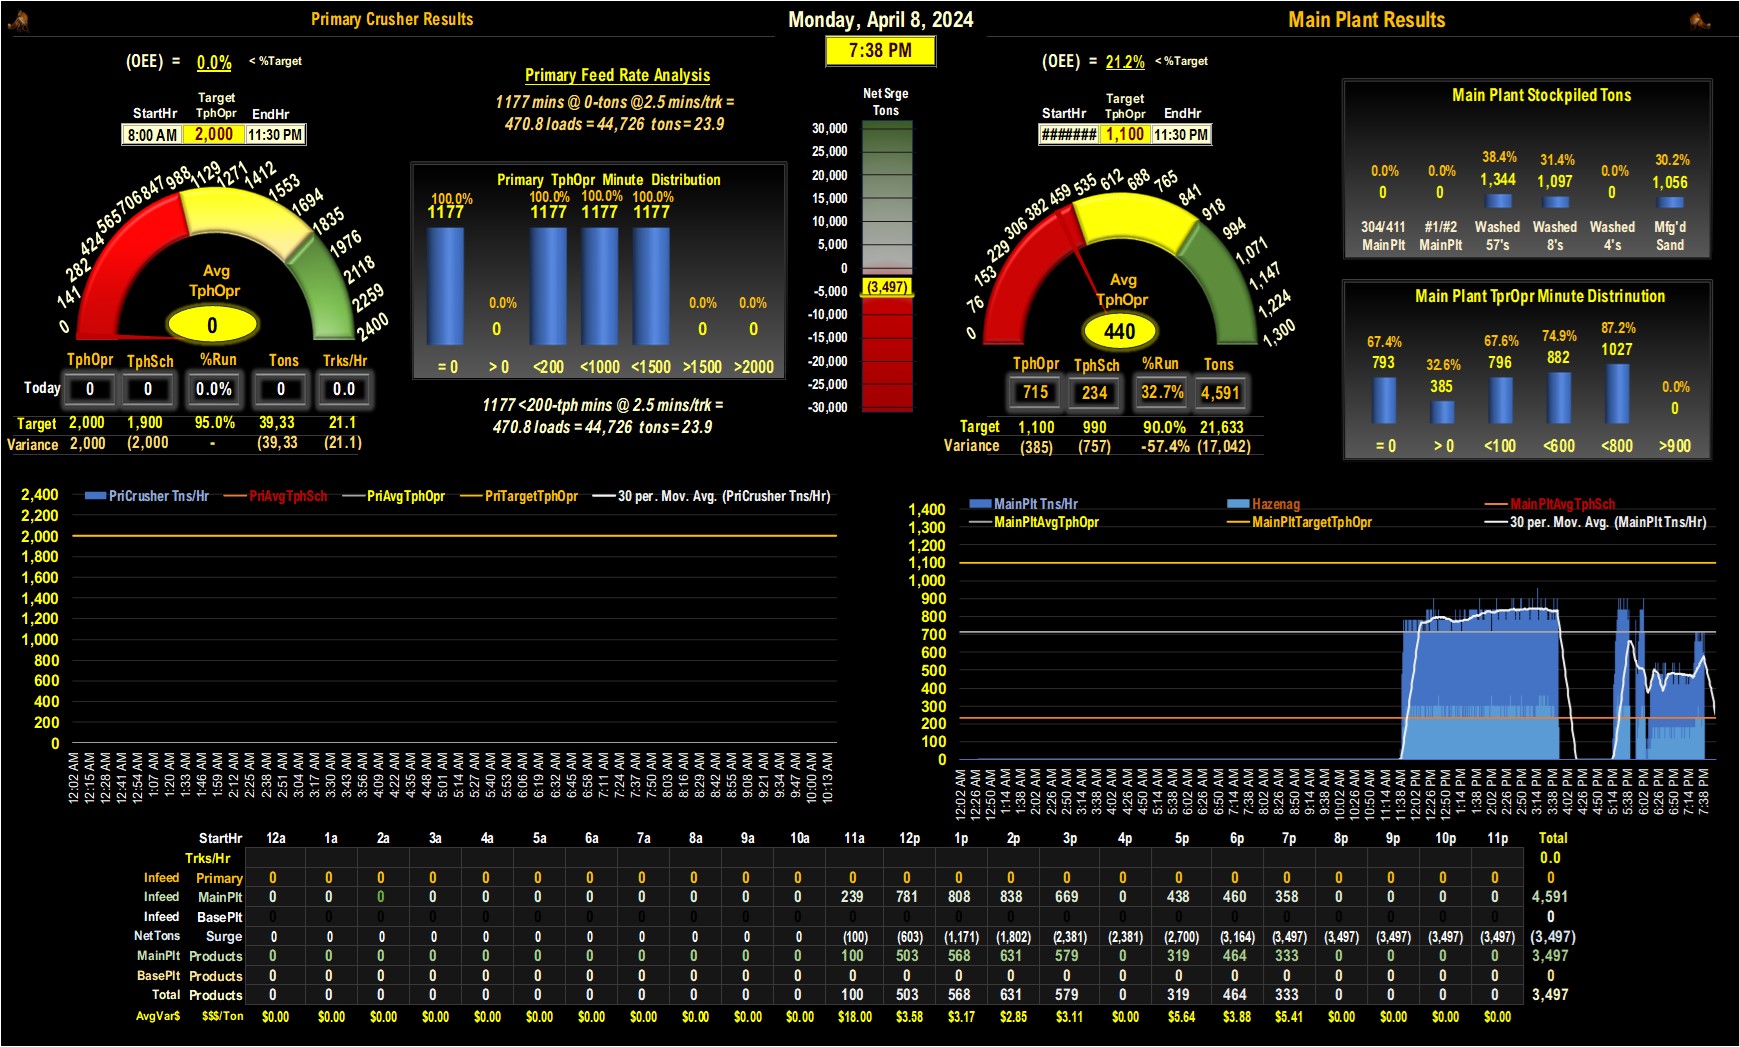 Primary Crusher Results
Monday, April 8, 2024
Main Plant Results
7:38 PM
(OEE) = 0.0% < %Target
StartHr Target TphOpr EndHr
8:00 AM 2,000 11:30 PM
0 141 282 424 565 706 847 988 1129 1271 1412 1553 1694 1835 1976 2118 2259 2400
Avg
TphOpr
0
TphOpr TphSch %Run Tons Trks/Hr
Today 0 0 0.0% 0 0.0
Target 2,000 1,900 95.0% 39,33 21.1
Variance 2,000 (2,000 - (39,33 (21.1)
Primary Feed Rate Analysis
1177 mins @ 0-tons @2.5 mins/trk =
470.8 loads = 44,726 tons = 23.9
Primary TphOpr Minute Distribution
100.0% 0.0% 100.0% 100.0% 100.0% 0.0% 0.0%
1177 0 1177 1177 1177 0 0
= 0 > 0 <200 <1000 <1500 >1500 >2000
1177 <200-tph mins @ 2.5 mins/trk =
470.8 loads = 44,726 tons = 23.9
Net Srge
Tons
30,000
25,000
20,000
15,000
10,000
5,000
0
(3,497)
-5,000
-10,000
-15,000
-20,000
-25,000
-30,000
(OEE) = 21.2% < %Target
StartHr Target TphOpr EndHr
####### 1,100 11:30 PM
0 76 153 229 306 382 459 535 612 688 765 841 918 994 1,071 1,147 1,224 1,300
Avg
TphOpr
440
TphOpr TphSch %Run Tons
715 234 32.7% 4,591
Target 1,100 990 90.0% 21,633
Variance (385) (757) -57.4% (17,042)
Main Plant Stockpiled Tons
0.0% 0.0% 38.4% 31.4% 0.0% 30.2%
0 0 1,344 1,097 0 1,056
304/411 #1/#2 Washed Washed Washed Mfg'd
MainPlt MainPlt 57's 8's 4's Sand
Main Plant TprOpr Minute Distrinution
67.4% 32.6% 67.6% 74.9% 87.2% 0.0%
793 385 796 882 1027 0
= 0 > 0 <100 <600 <800 >900
PriCrusher Tns/Hr PriAvgTphSch PriAvgTphOpr PriTargetTphOpr 30 per. Mov. Avg. (PriCrusher Tns/Hr)
2,400
2,200
2,000
1,800
1,600
1,400
1,200
1,000
800
600
400
200
0
12:02 AM 12:15 AM 12:28 AM 12:41 AM 12:54 AM 1:07 AM 1:20 AM 1:33 AM 1:46 AM 1:59 AM 2:12 AM 2:25 AM 2:38 AM 2:51 AM 3:04 AM 3:17 AM 3:30 AM 3:43 AM 3:56 AM 4:09 AM 4:22 AM 4:35 AM 4:48 AM 5:01 AM 5:14 AM 5:27 AM 5:40 AM 5:53 AM 6:06 AM 6:19 AM 6:32 AM 6:45 AM 6:58 AM 7:11 AM 7:24 AM 7:37 AM 7:50 AM 8:03 AM 8:16 AM 8:29 AM 8:42 AM 8:55 AM 9:08 AM 9:21 AM 9:34 AM 9:47 AM 10:00 AM 10:13 AM
MainPlt Tns/Hr Hazenag MainPltAvgTphSch
MainPltAvgTphOpr MainPltTargetTphOpr 30 per. Mov. Avg. (MainPlt Tns/Hr)
1,400
1,300
1,200
1,100
1,000
900
800
700
600
500
400
300
200
100
0
12:02 AM 12:26 AM 12:50 AM 1:14 AM 1:38 AM 2:02 AM 2:26 AM 2:50 AM 3:14 AM 3:38 AM 4:02 AM 4:26 AM 4:50 AM 5:14 AM 5:38 AM 6:02 AM 6:26 AM 6:50 AM 7:14 AM 7:38 AM 8:02 AM 8:26 AM 8:50 AM 9:14 AM 9:38 AM 10:02 AM 10:26 AM 10:50 AM 11:14 AM 11:38 AM 12:02 PM 12:26 PM 12:50 PM 1:14 PM 1:38 PM 2:02 PM 2:26 PM 2:50 PM 3:14 PM 3:38 PM 4:02 PM 4:26 PM 4:50 PM 5:14 PM 5:38 PM 6:02 PM 6:26 PM 6:50 PM 7:14 PM 7:38 PM
StartHr 12a 1a 2a 3a 4a 5a 6a 7a 8a 9a 10a 11a 12p 1p 2p 3p 4p 5p 6p 7p 8p 9p 10p 11p Total
Trks/Hr 0.0
Infeed Primary 0 0 0 0 0 0 0 0 0 0 0 0 0 0 0 0 0 0 0 0 0 0 0 0 0
Infeed MainPlt 0 0 0 0 0 0 0 0 0 0 0 239 781 808 838 669 0 438 460 358 0 0 0 0 4,591
Infeed BasePlt 0 0 0 0 0 0 0 0 0 0 0 0 0 0 0 0 0 0 0 0 0 0 0 0 0
NetTons Surge 0 0 0 0 0 0 0 0 0 0 0 (100) (603) (1,171) (1,802) (2,381) (2,381) (2,700) (3,164) (3,497) (3,497) (3,497) (3,497) (3,497) (3,497)
MainPlt Products 0 0 0 0 0 0 0 0 0 0 0 100 503 568 631 579 0 319 464 333 0 0 0 0 3,497
BasePlt Products 0 0 0 0 0 0 0 0 0 0 0 0 0 0 0 0 0 0 0 0 0 0 0 0 0
Total Products 0 0 0 0 0 0 0 0 0 0 0 100 503 568 631 579 0 319 464 333 0 0 0 0 3,497
AvgVar$ $$$/Ton $0.00 $0.00 $0.00 $0.00 $0.00 $0.00 $0.00 $0.00 $0.00 $0.00 $0.00 $18.00 $3.58 $3.17 $2.85 $3.11 $0.00 $5.64 $3.88 $5.41 $0.00 $0.00 $0.00 $0.00